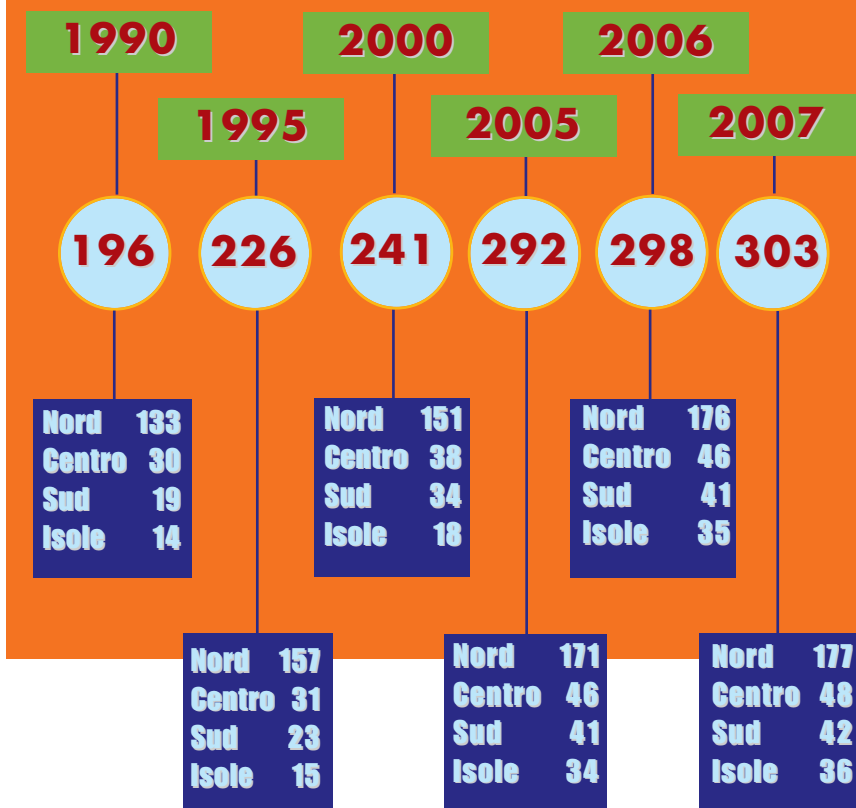 1990
2000
2006
1995
2005
2007
196
226
241
292
298
303
Nord 133
Centro 30
Sud 19
Isole 14
Nord 151
Centro 38
Sud 34
Isole 18
Nord 176
Centro 46
Sud 41
Isole 35
Nord 157
Centro 31
Sud 23
Isole 15
Nord 171
Centro 46
Sud 41
Isole 34
Nord 177
Centro 48
Sud 42
Isole 36